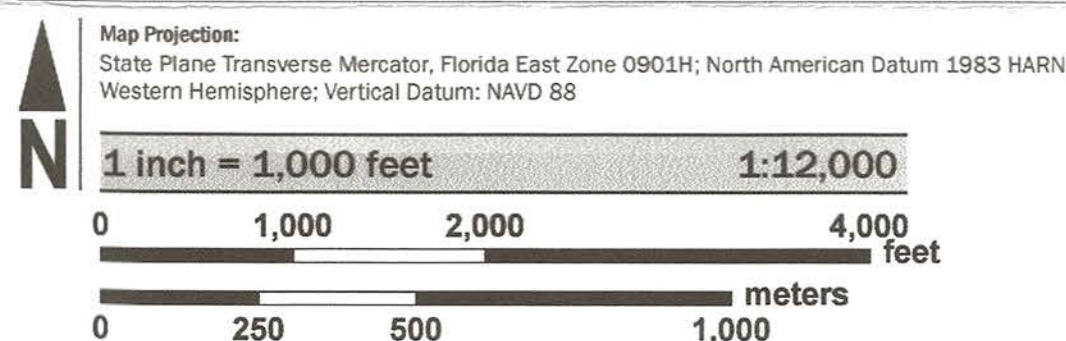 Map Projection:
State Plane Transverse Mercator, Florida East Zone 0901H; North American Datum 1983 HARN
Western Hemisphere; Vertical Datum: NAVD 88
N
1 inch = 1,000 feet 1:12,000
0 1,000 2,000 4,000
feet
meters
0 250 500 1,000